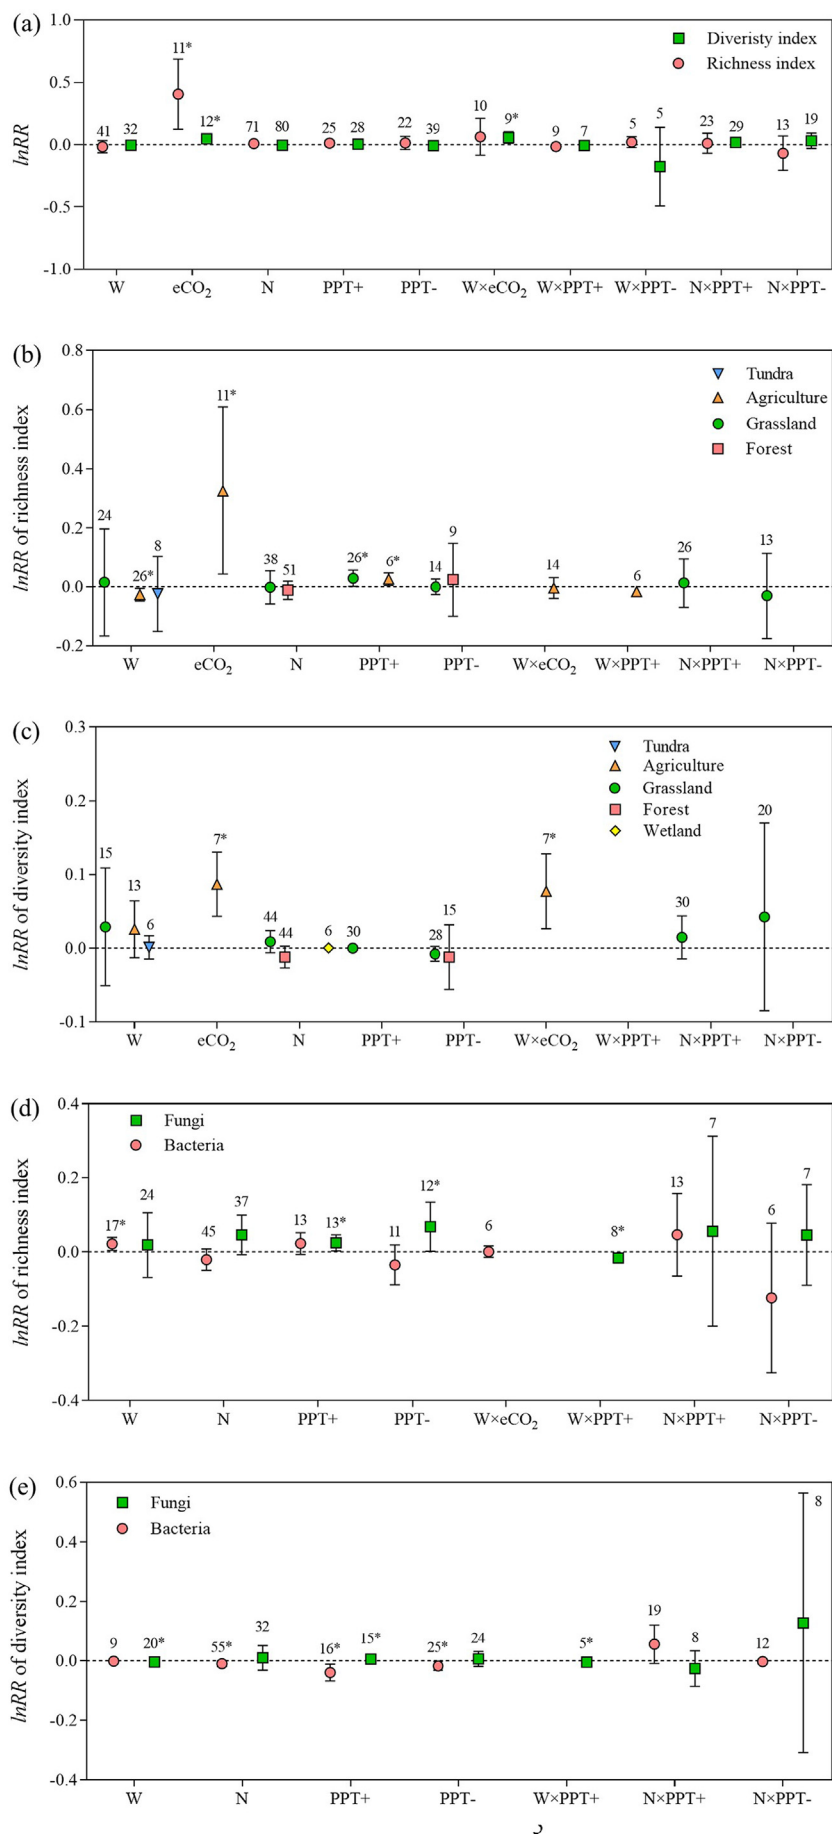 (a)
1.0
0.5
0.0
-0.5
-1.0
lnRR
Diveristy index
Richness index
41 32 11* 12* 71 80 25 28 22 39 10 9* 9 7 5 5 23 29 13 19
W eCO2 N PPT+ PPT- W×eCO2 W×PPT+ W×PPT- N×PPT+ N×PPT-
(b)
0.8
0.6
0.4
0.2
0.0
-0.2
lnRR of richness index
Tundra
Agriculture
Grassland
Forest
24 26* 8 11* 38 51 26* 6* 14 9 14 6 26 13
W eCO2 N PPT+ PPT- W×eCO2 W×PPT+ N×PPT+ N×PPT-
(c)
0.3
0.2
0.1
0.0
-0.1
lnRR of diversity index
Tundra
Agriculture
Grassland
Forest
Wetland
15 13 6 7* 44 44 6 30 28 15 7* 30 20
W eCO2 N PPT+ PPT- W×eCO2 W×PPT+ N×PPT+ N×PPT-
(d)
0.4
0.2
0.0
-0.2
-0.4
lnRR of richness index
Fungi
Bacteria
17* 24 45 37 13 13* 11 12* 6 8* 13 7 6 7
W N PPT+ PPT- W×eCO2 W×PPT+ N×PPT+ N×PPT-
(e)
0.6
0.4
0.2
0.0
-0.2
-0.4
lnRR of diversity index
Fungi
Bacteria
9 20* 55* 32 16* 15* 25* 24 5* 19 8 12 8
W N PPT+ PPT- W×PPT+ N×PPT+ N×PPT-